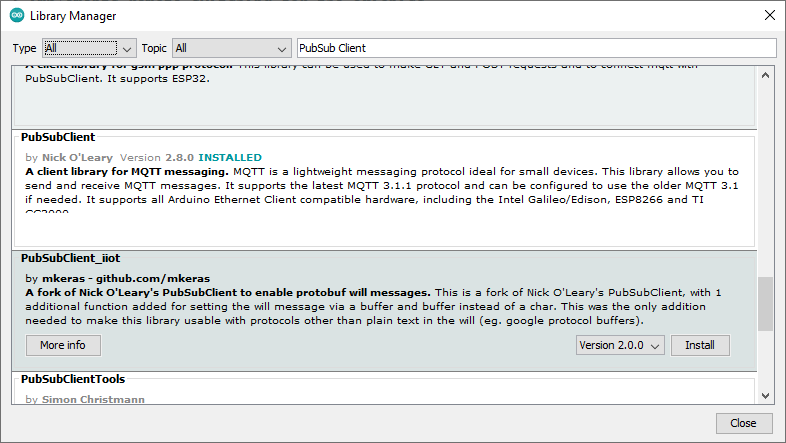 Library Manager
Type All Topic All PubSub Client
PubSubClient. It supports ESP32.
PubSubClient
by Nick O'Leary Version 2.8.0 INSTALLED
A client library for MQTT messaging. MQTT is a lightweight messaging protocol ideal for small devices. This library allows you to
send and receive MQTT messages. It supports the latest MQTT 3.1.1 protocol and can be configured to use the older MQTT 3.1
if needed. It supports all Arduino Ethernet Client compatible hardware, including the Intel Galileo/Edison, ESP8266 and TI
PubSubClient_iiot
by mkeras - github.com/mkeras
A fork of Nick O'Leary's PubSubClient to enable protobuf will messages. This is a fork of Nick O'Leary's PubSubClient, with 1
additional function added for setting the will message via a buffer and buffer instead of a char. This was the only addition
needed to make this library usable with protocols other than plain text in the will (eg. google protocol buffers).
More info Version 2.0.0 Install
PubSubClientTools
by Simon Christmann
Close